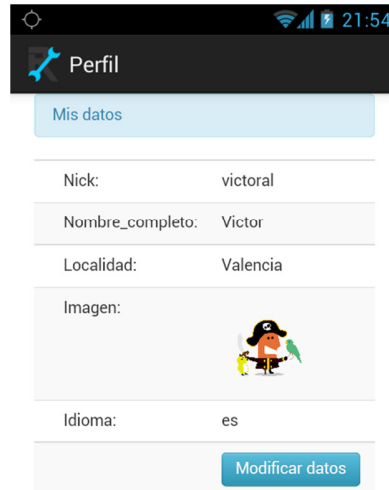 21:54
Perfil
Mis datos
Nick: victoral
Nombre_completo: Victor
Localidad: Valencia
Imagen:
Idioma: es
Modificar datos